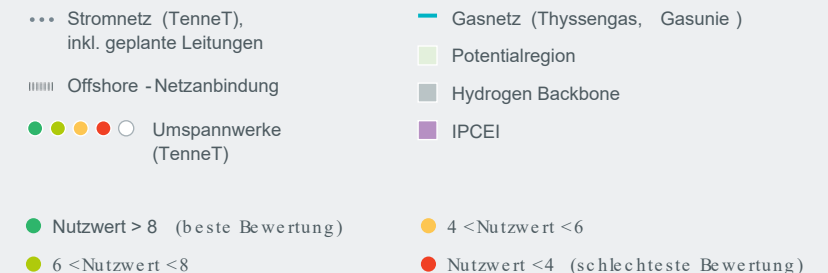 Stromnetz (TenneT),
inkl. geplante Leitungen
Offshore -Netzanbindung
Umspannwerke
(TenneT)
Gasnetz (Thyssengas, Gasunie )
Potentialregion
Hydrogen Backbone
IPCEI
Nutzwert > 8 (beste Bewertung)
4 <Nutzwert <6
6 <Nutzwert <8
Nutzwert <4 (schlechteste Bewertung)